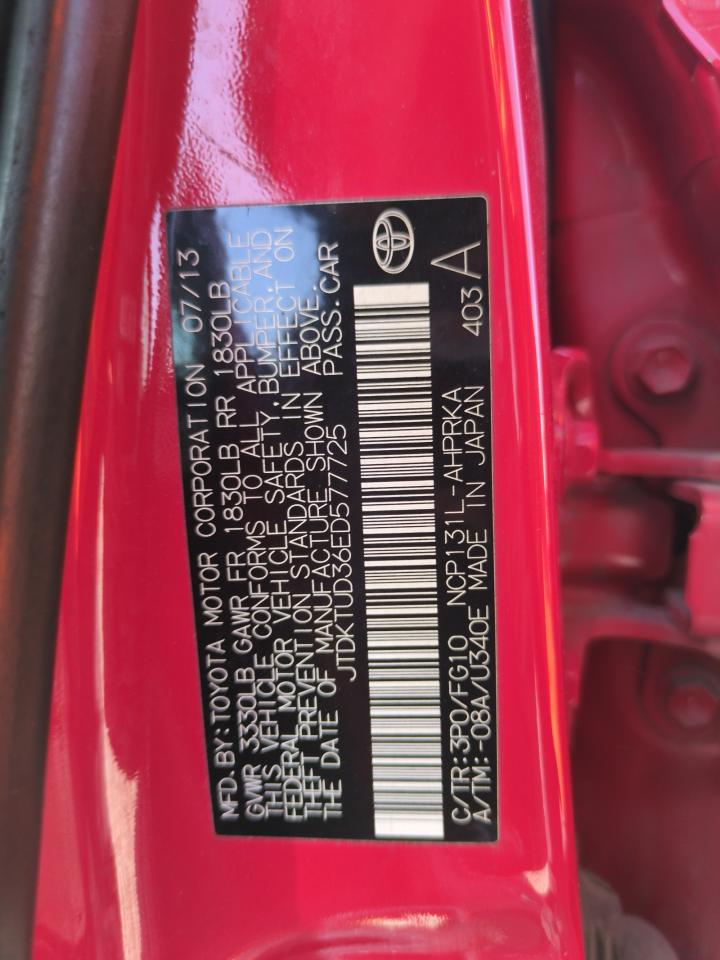 MFD. BY: TOYOTA MOTOR CORPORATION 07/13
GVWR 3330LB GAWR FR 1830LB RR 1830LB
THIS VEHICLE CONFORMS TO ALL APPLICABLE
FEDERAL MOTOR VEHICLE SAFETY, BUMPER, AND
THEFT PREVENTION STANDARDS IN EFFECT ON
THE DATE OF MANUFACTURE SHOWN ABOVE.
JTDKTUD36ED577725 PASS. CAR
C/TR: 3P0/FG10 NCP131L-AHPRKA
A/TM: -08A/U340E MADE IN JAPAN 403 A